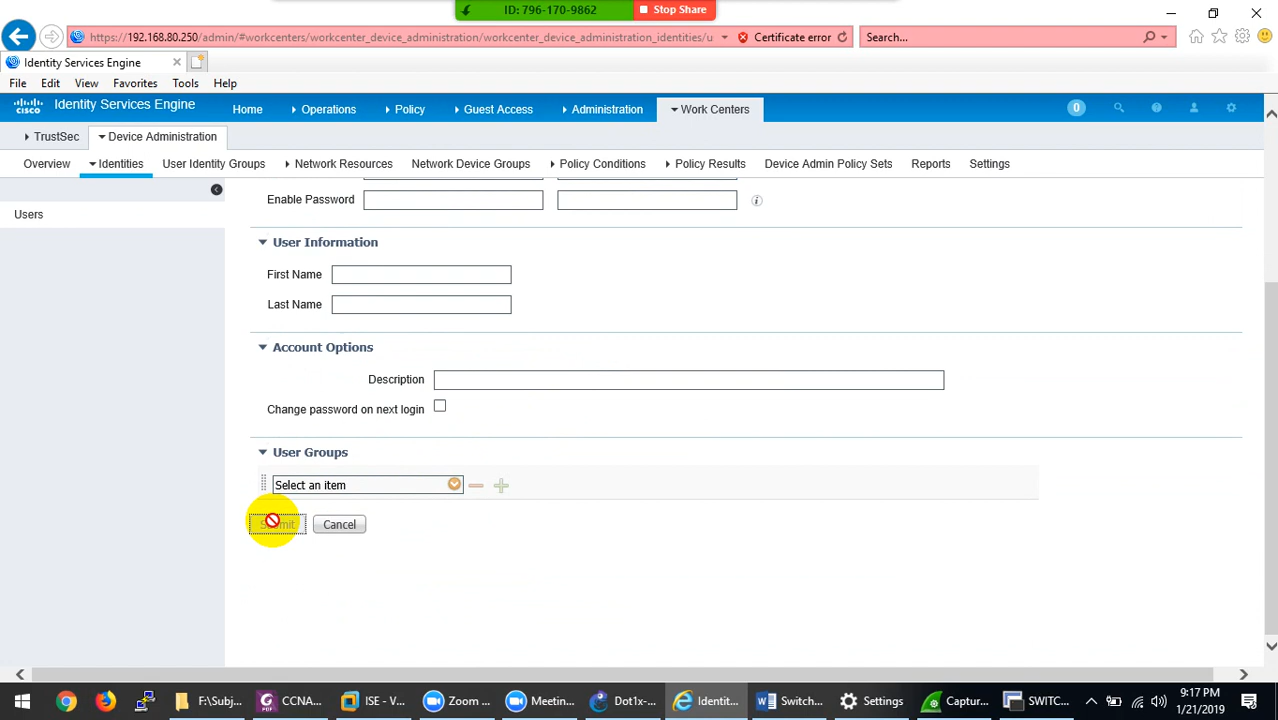 ID: 796-170-9862
Stop Share
https://192.168.80.250/admin/#workcenters/workcenter_device_administration/workcenter_device_administration_identities/u
Certificate error
Search...
Identity Services Engine
File Edit View Favorites Tools Help
cisco Identity Services Engine
Home Operations Policy Guest Access Administration Work Centers
0
TrustSec Device Administration
Overview Identities User Identity Groups Network Resources Network Device Groups Policy Conditions Policy Results Device Admin Policy Sets Reports Settings
Users
Enable Password
User Information
First Name
Last Name
Account Options
Description
Change password on next login
User Groups
Select an item
Submit Cancel
F:\Subj... CCNA... ISE - V... Zoom ... Meetin... Dot1x-... Identit... Switch... Settings Captur... SWITC...
9:17 PM
1/21/2019